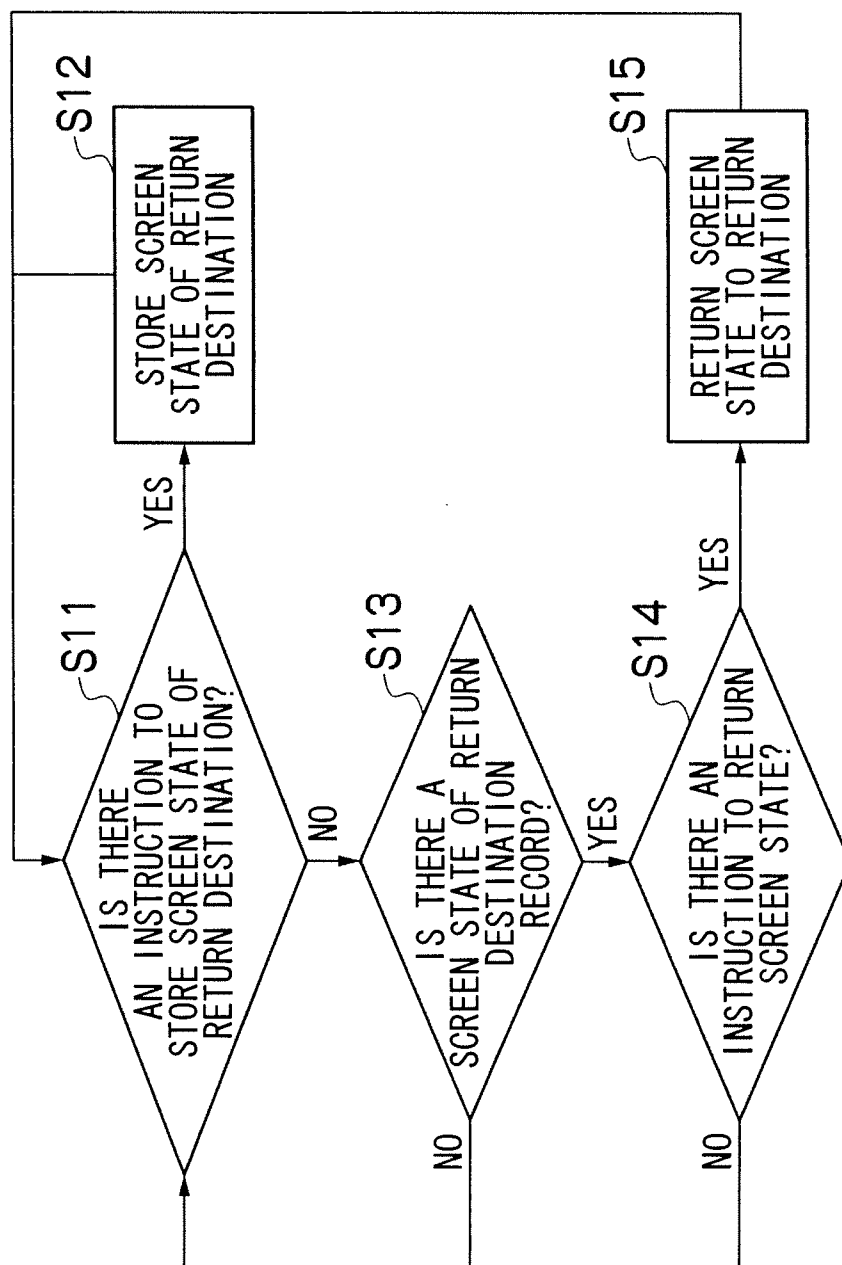 S11
IS THERE
AN INSTRUCTION TO
STORE SCREEN STATE OF
RETURN DESTINATION?
YES
S12
STORE SCREEN
STATE OF RETURN
DESTINATION
NO
S13
IS THERE A
SCREEN STATE OF RETURN
DESTINATION
RECORD?
NO
YES
S14
IS THERE AN
INSTRUCTION TO RETURN
SCREEN STATE?
NO
YES
S15
RETURN SCREEN
STATE TO RETURN
DESTINATION